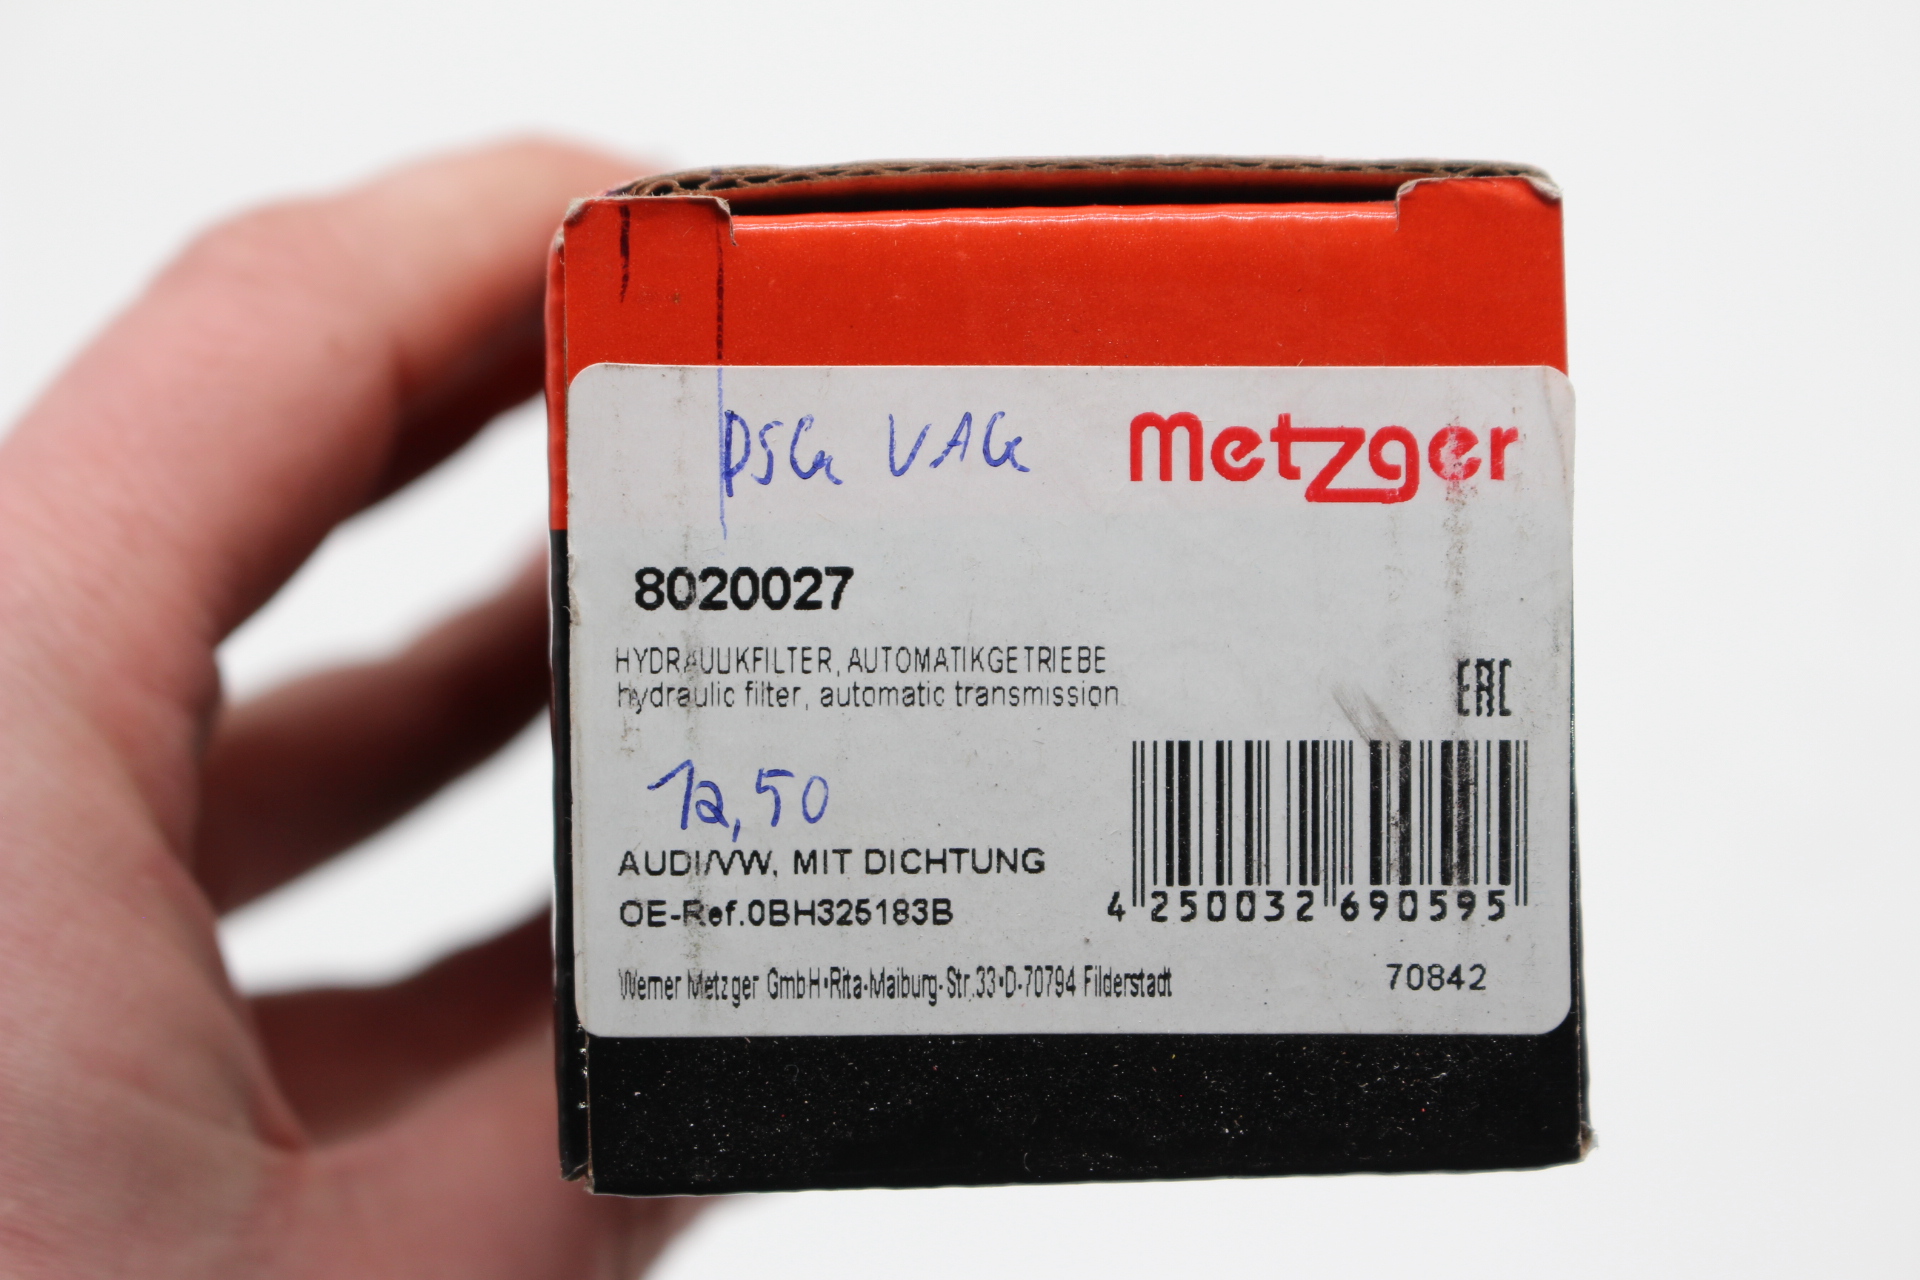 DSG VAG
Metzger
8020027
HYDRAULIKFILTER, AUTOMATIKGETRIEBE
hydraulic filter, automatic transmission
EAC
12,50
AUDI/VW, MIT DICHTUNG
OE-Ref.0BH325183B
4 250032 690595
Werner Metzger GmbH•Rita-Maiburg-Str.33•D-70794 Filderstadt
70842